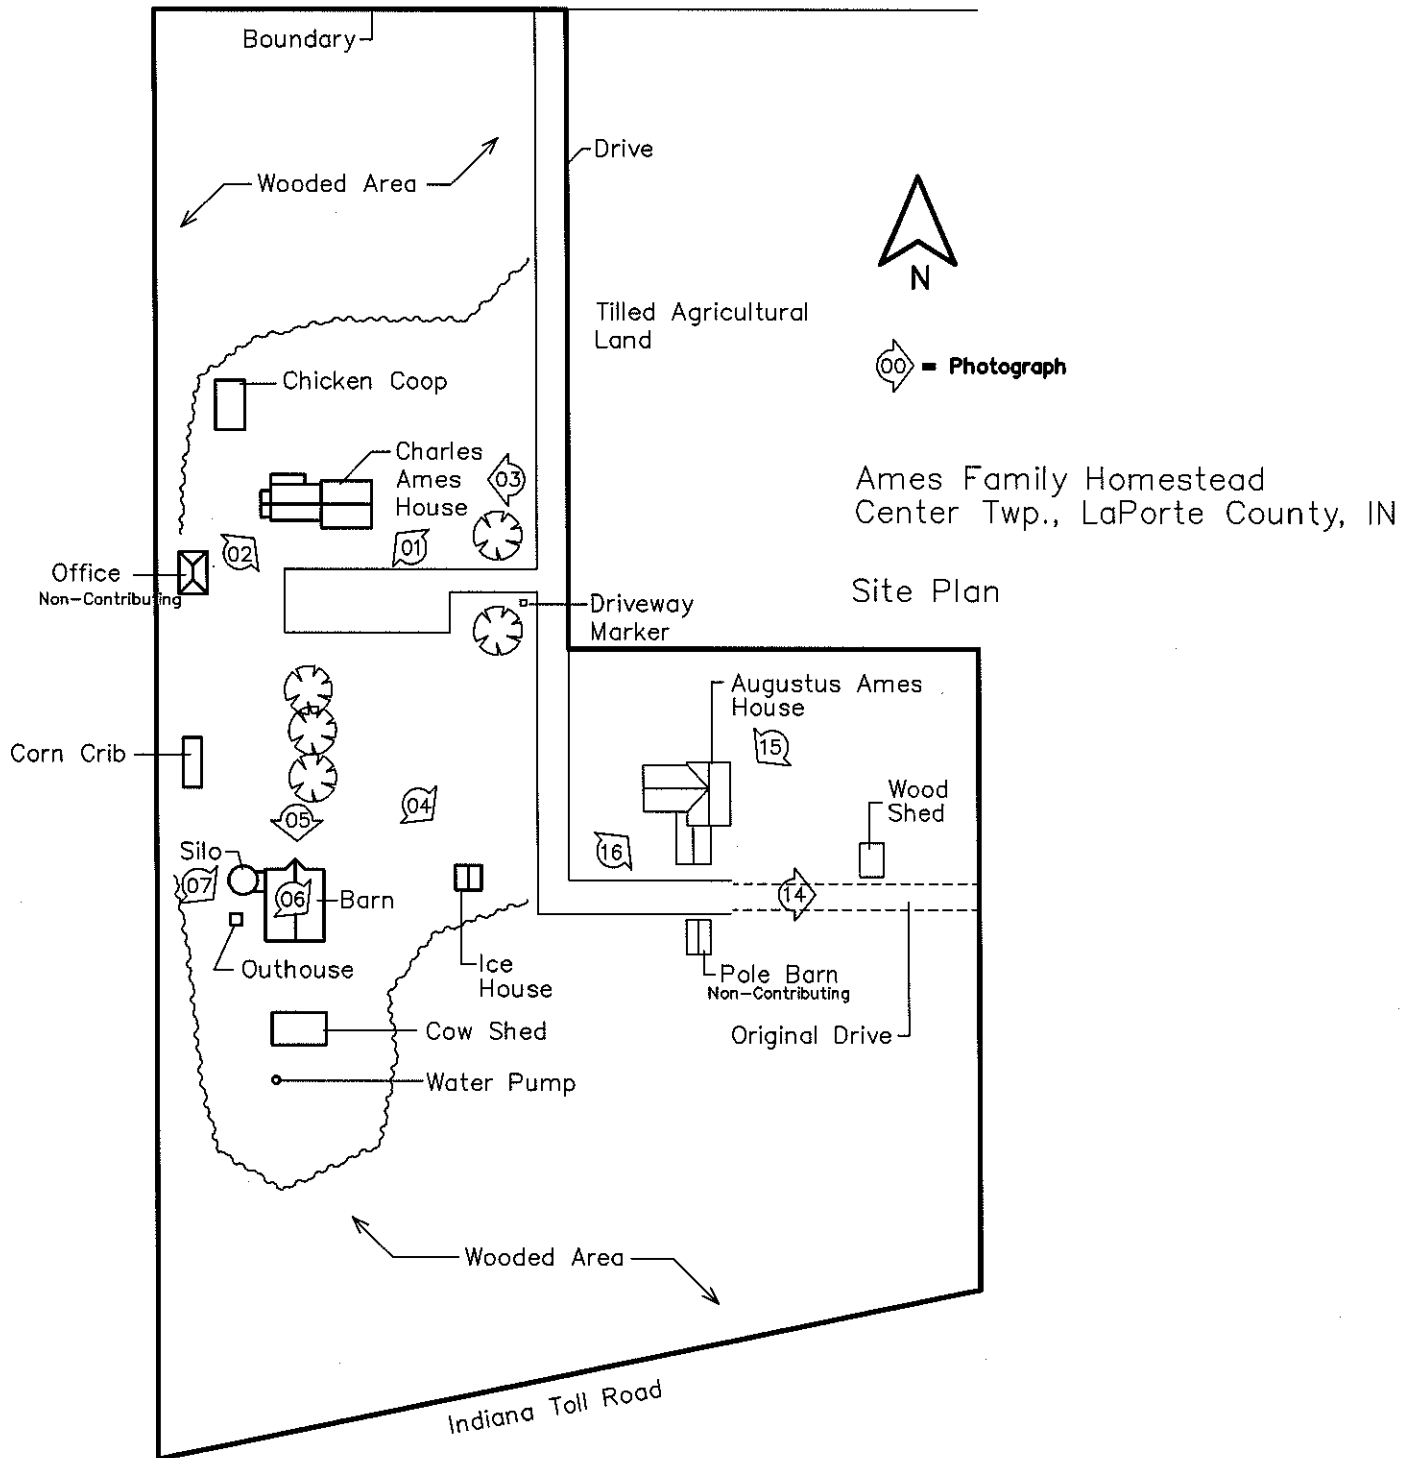 Boundary
Drive
Wooded Area
N
Tilled Agricultural
Land
00 = Photograph
Chicken Coop
Charles
Ames
House
03
Ames Family Homestead
Center Twp., LaPorte County, IN
02
01
Office
Non-Contributing
Site Plan
Driveway
Marker
Augustus Ames
House
15
Corn Crib
04
Wood
Shed
05
16
Silo
07
06
Barn
14
Outhouse
Ice
House
Pole Barn
Non-Contributing
Cow Shed
Original Drive
Water Pump
Wooded Area
Indiana Toll Road